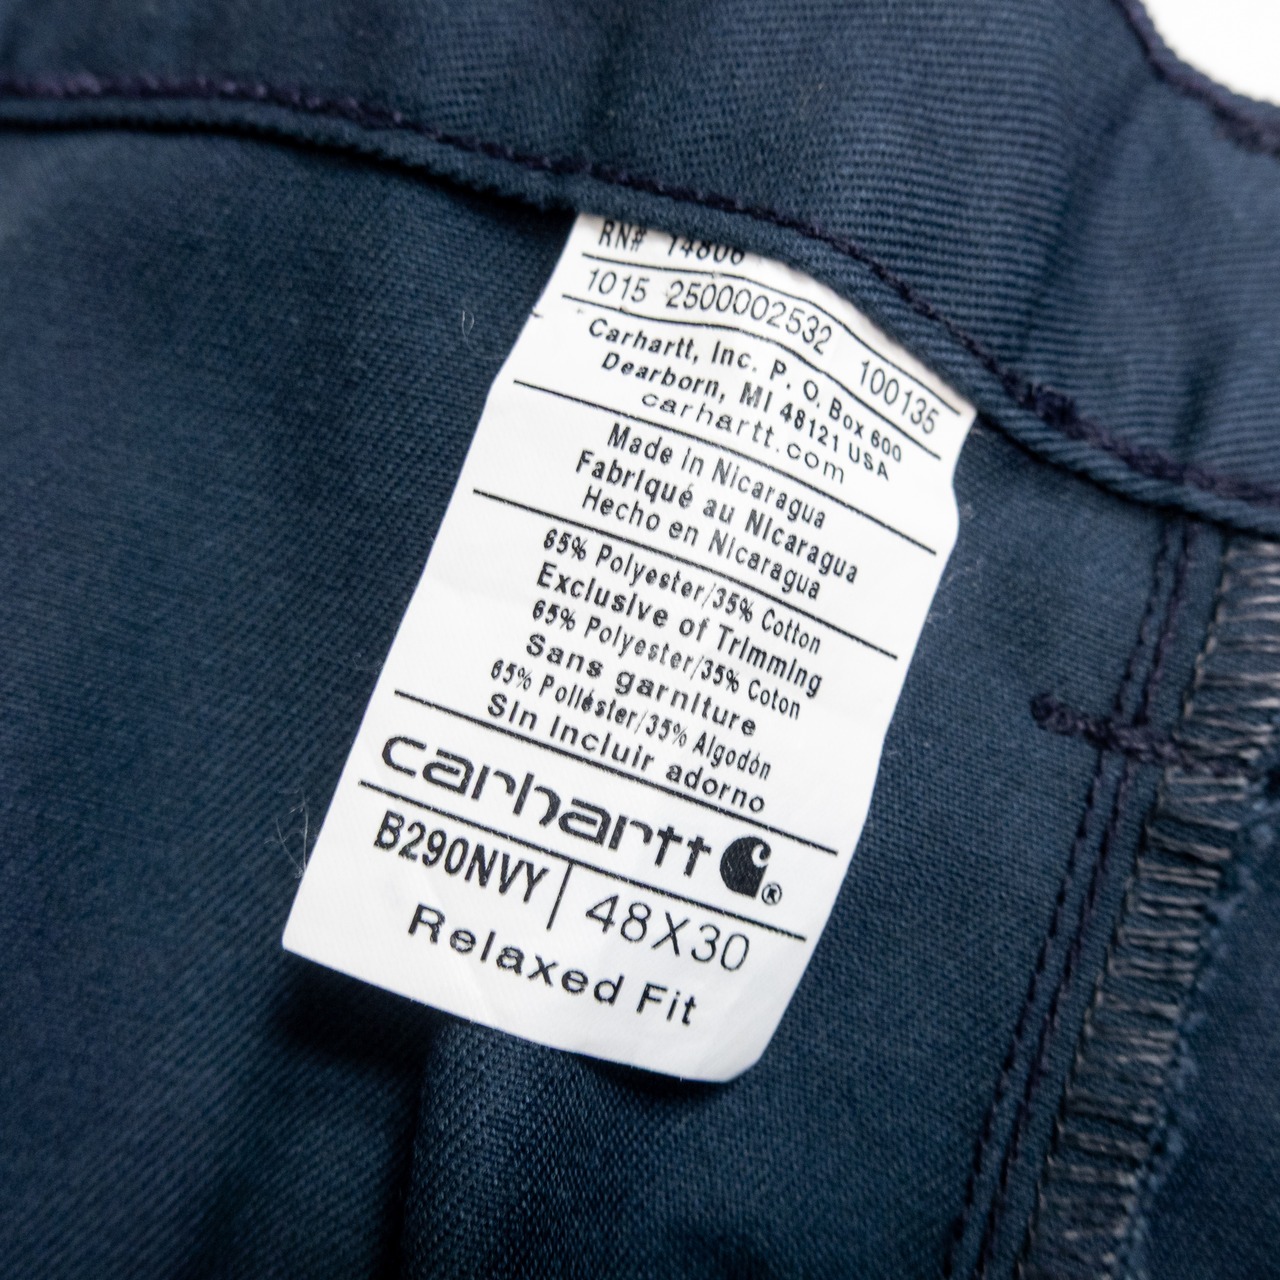 RN# 14806
1015 2500002532 100135
Carhartt, Inc. P. O. Box 600
Dearborn, MI 48121 USA
carhartt.com
Made in Nicaragua
Fabriqué au Nicaragua
Hecho en Nicaragua
65% Polyester/35% Cotton
Exclusive of Trimming
65% Polyester/35% Coton
Sans garniture
65% Poliéster/35% Algodón
Sin incluir adorno
carhartt ®
B290NVY | 48X30
Relaxed Fit